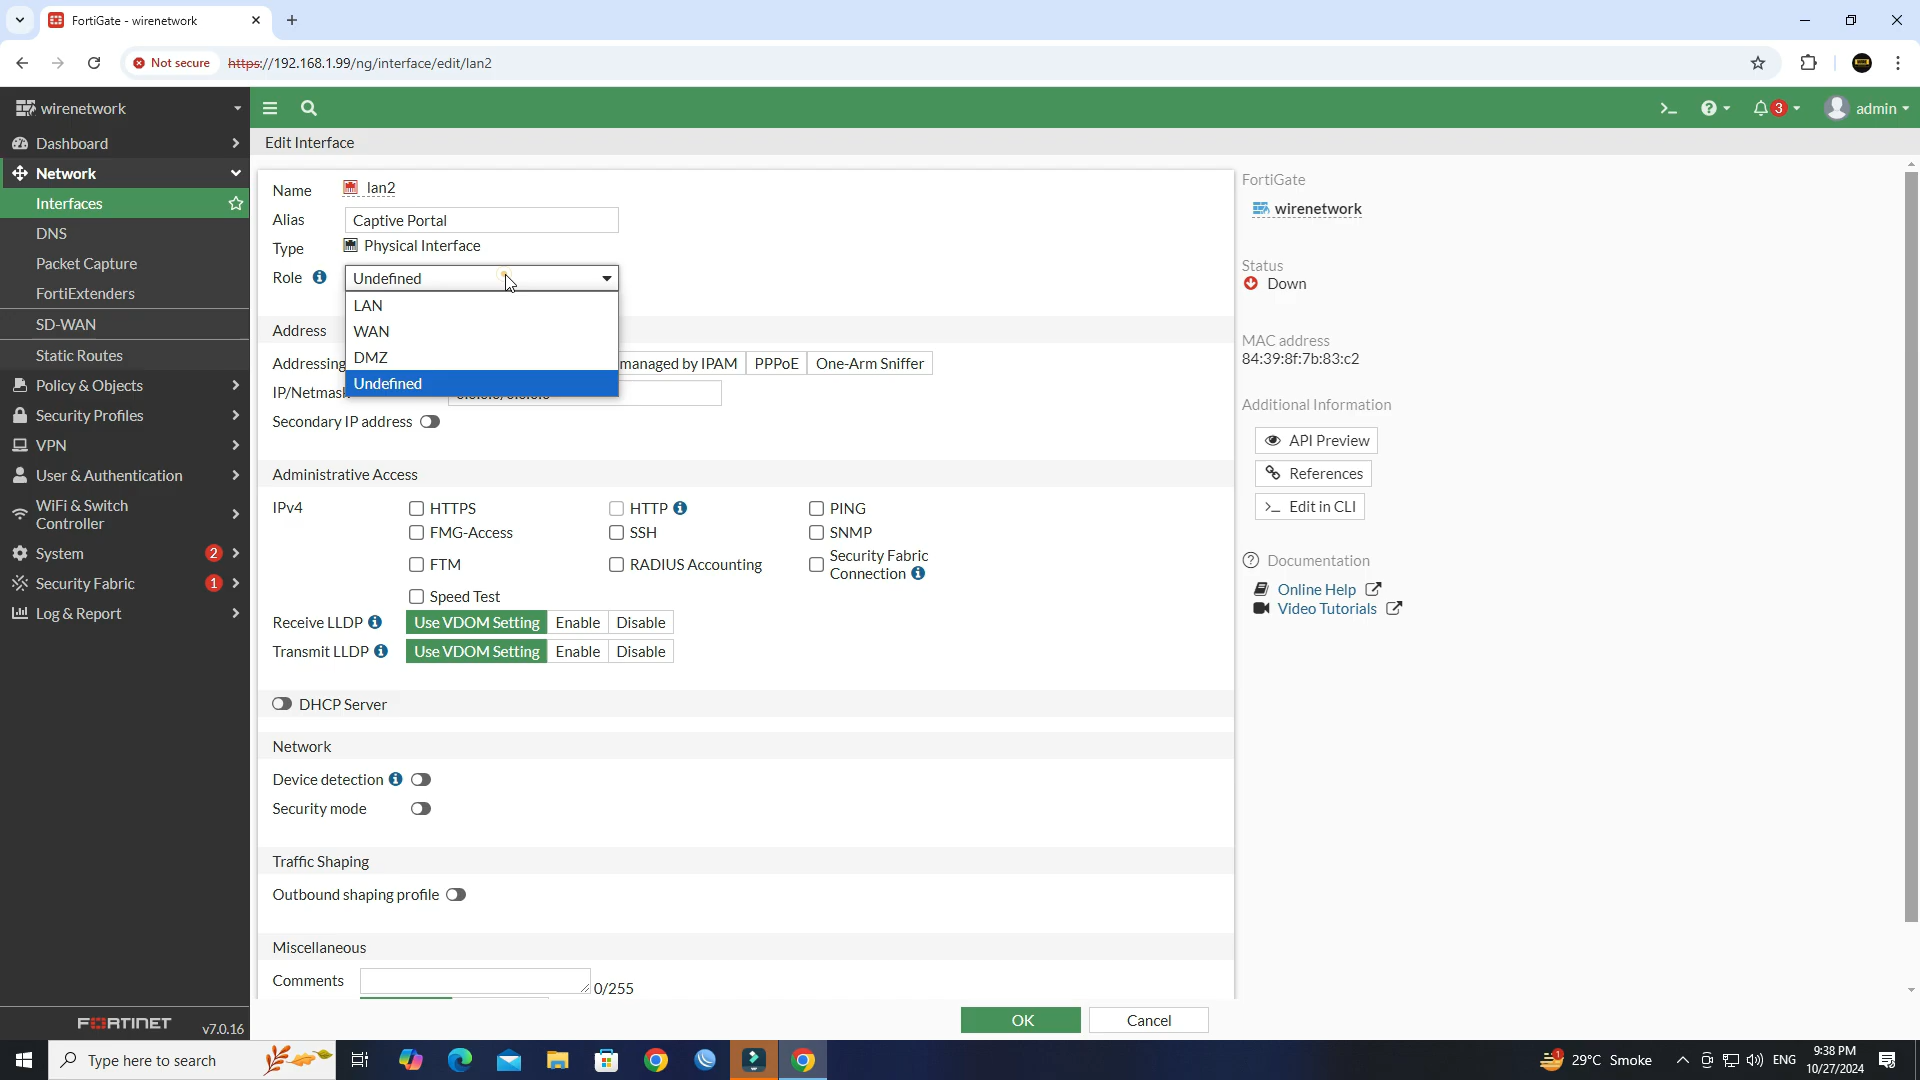 FortiGate - wirenetwork
Not secure
https://192.168.1.99/ng/interface/edit/lan2
wirenetwork
3
admin
Dashboard
Edit Interface
Network
Interfaces
DNS
Packet Capture
FortiExtenders
SD-WAN
Static Routes
Policy & Objects
Security Profiles
VPN
User & Authentication
WiFi & Switch
Controller
System 2
Security Fabric 1
Log & Report
FORTINET v7.0.16
Name lan2
Alias Captive Portal
Type Physical Interface
Role Undefined
LAN
WAN
DMZ
Undefined
Address
Addressing managed by IPAM PPPoE One-Arm Sniffer
IP/Netmask
Secondary IP address
Administrative Access
IPv4 HTTPS HTTP PING
FMG-Access SSH SNMP
FTM RADIUS Accounting Security Fabric
Connection
Speed Test
Receive LLDP Use VDOM Setting Enable Disable
Transmit LLDP Use VDOM Setting Enable Disable
DHCP Server
Network
Device detection
Security mode
Traffic Shaping
Outbound shaping profile
Miscellaneous
Comments 0/255
OK Cancel
FortiGate
wirenetwork
Status
Down
MAC address
84:39:8f:7b:83:c2
Additional Information
API Preview
References
>_ Edit in CLI
Documentation
Online Help
Video Tutorials
Type here to search
1
29°C Smoke
ENG
9:38 PM
10/27/2024